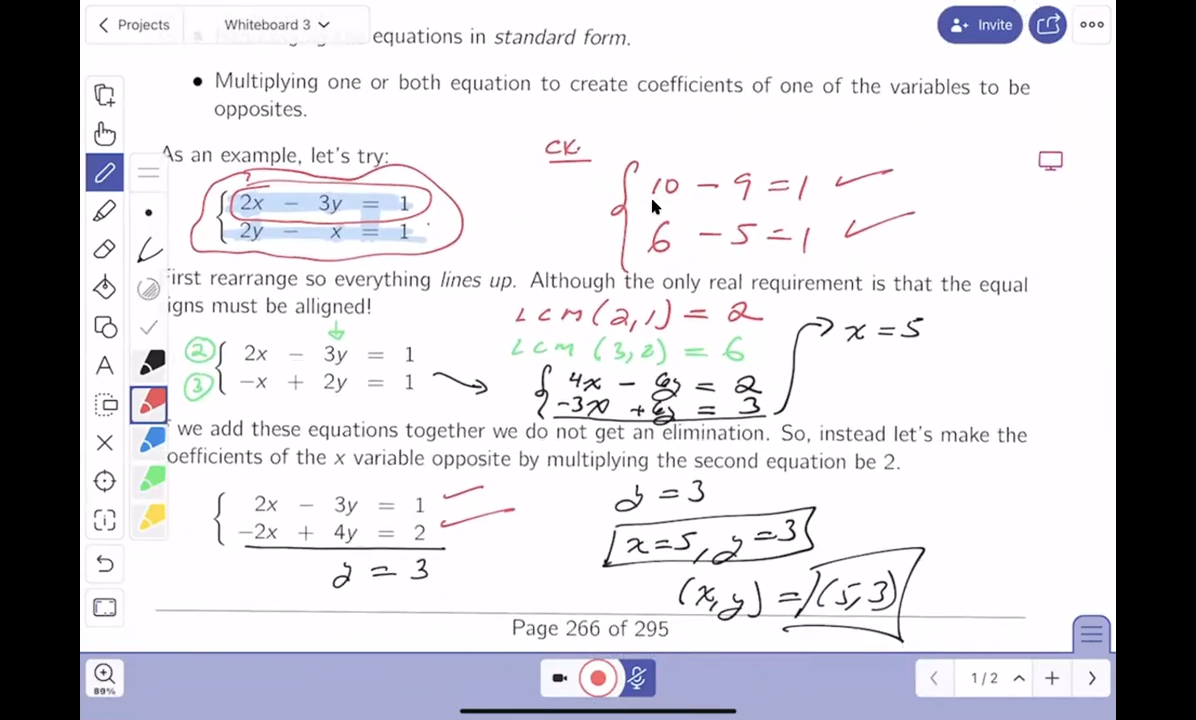 Projects
Whiteboard 3
Invite
equations in standard form.
• Multiplying one or both equation to create coefficients of one of the variables to be
opposites.
As an example, let's try:
CK
2x − 3y = 1
2y − x = 1
10 − 9 = 1
6 − 5 = 1
irst rearrange so everything lines up. Although the only real requirement is that the equal
igns must be alligned!
LCM(2,1) = 2
LCM (3,2) = 6
x = 5
② 2x − 3y = 1
③ −x + 2y = 1
4x − 6y = 2
−3x + 6y = 3
we add these equations together we do not get an elimination. So, instead let's make the
oefficients of the x variable opposite by multiplying the second equation be 2.
2x − 3y = 1
−2x + 4y = 2
y = 3
y = 3
x=5, y=3
(x,y) = (5,3)
Page 266 of 295
89%
1/2